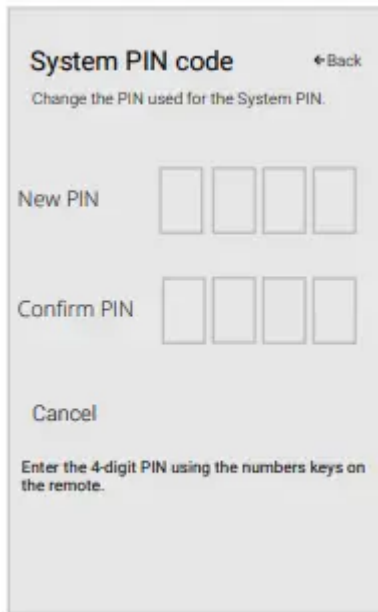 System PIN code
←Back
Change the PIN used for the System PIN.
New PIN
Confirm PIN
Cancel
Enter the 4-digit PIN using the numbers keys on
the remote.